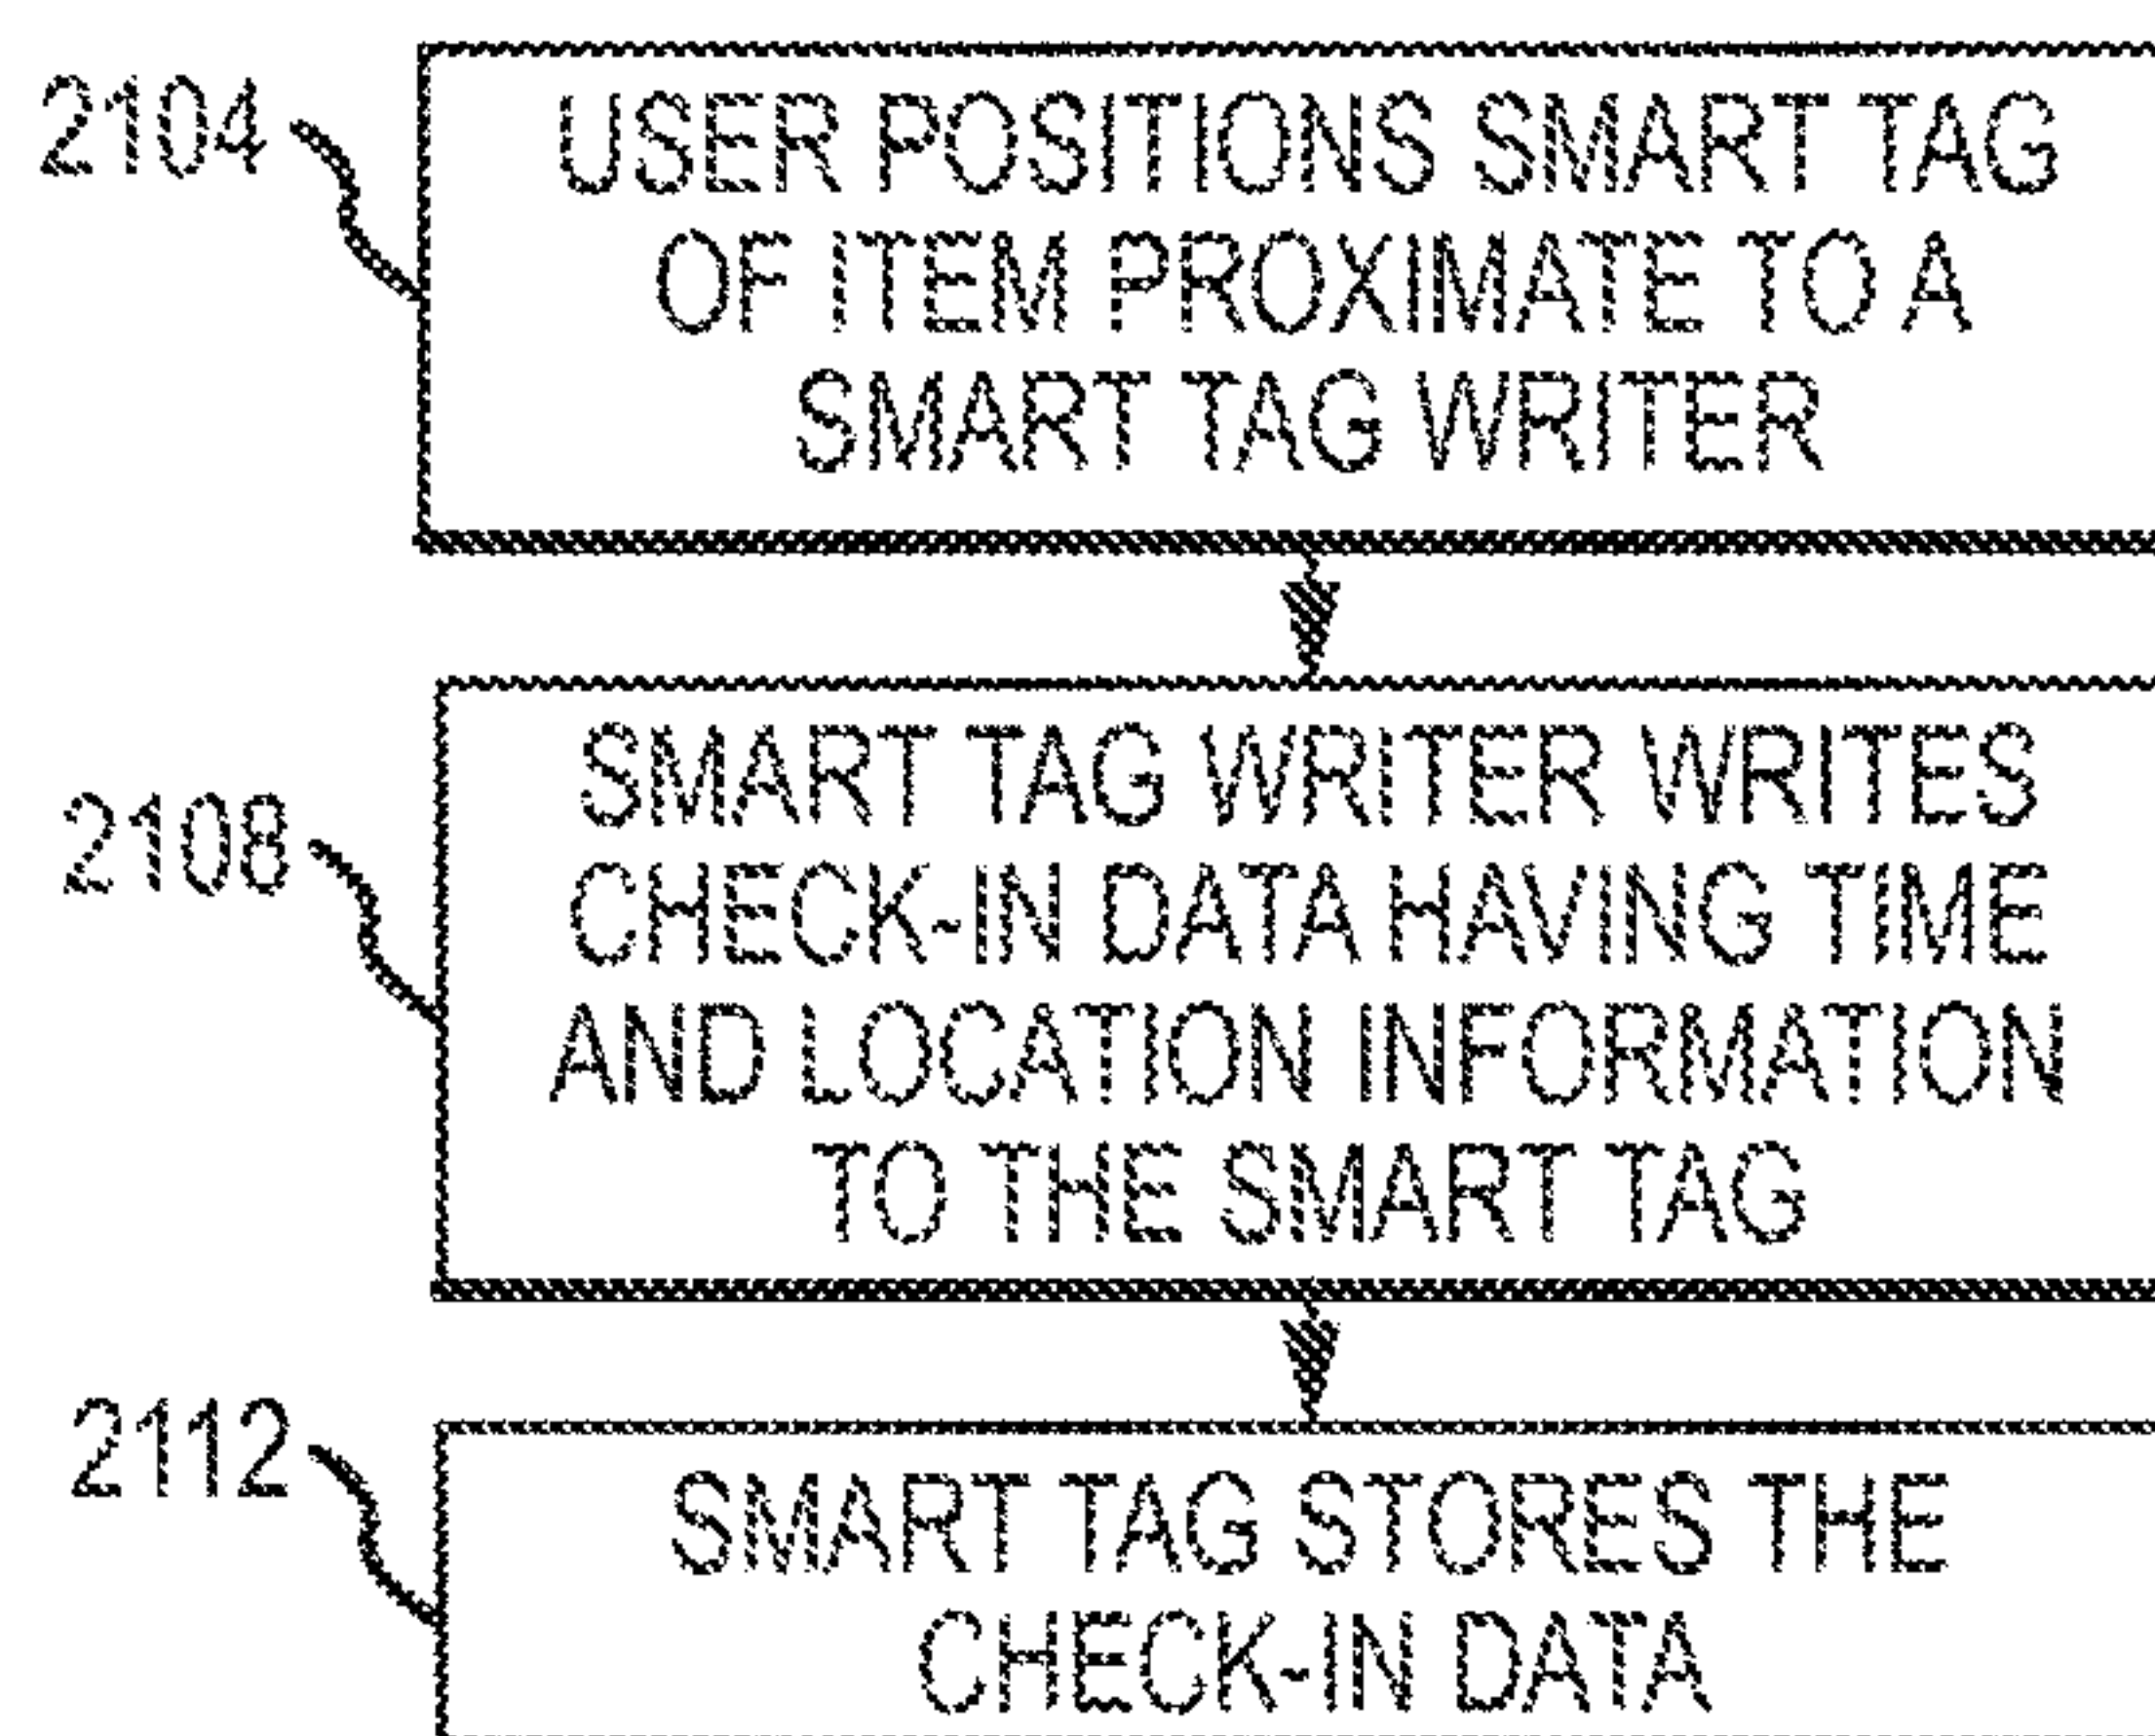 2104
USER POSITIONS SMART TAG
OF ITEM PROXIMATE TO A
SMART TAG WRITER
2108
SMART TAG WRITER WRITES
CHECK-IN DATA HAVING TIME
AND LOCATION INFORMATION
TO THE SMART TAG
2112
SMART TAG STORES THE
CHECK-IN DATA